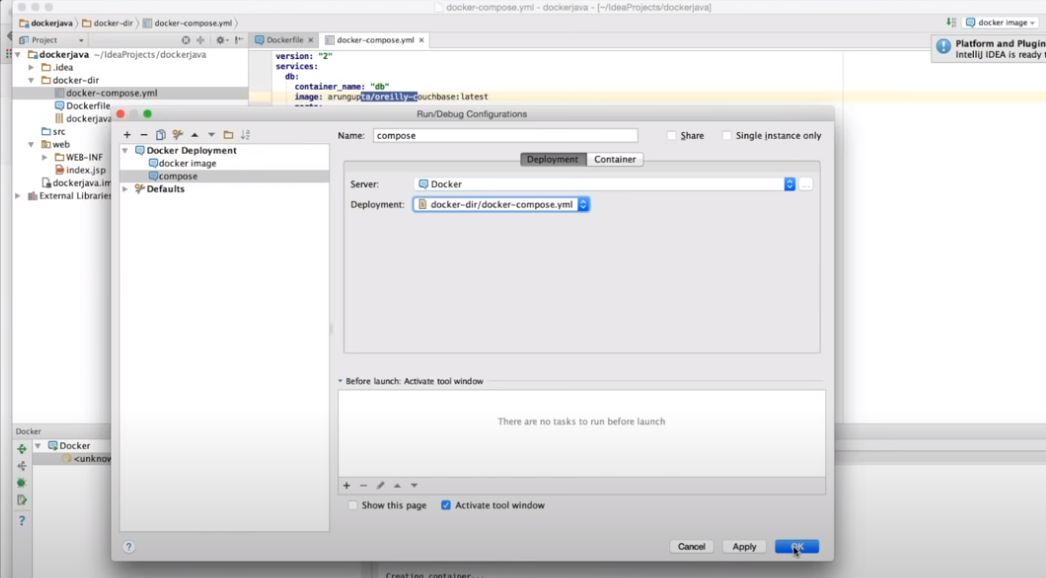 docker-compose.yml - dockerjava - [~/IdeaProjects/dockerjava]
dockerjava docker-dir docker-compose.yml docker image
Project Dockerfile docker-compose.yml
Platform and Plugin
IntelliJ IDEA is ready t
dockerjava ~/IdeaProjects/dockerjava
.idea
docker-dir
docker-compose.yml
Dockerfile
dockerjava
src
web
WEB-INF
index.jsp
dockerjava.im
External Libraries
version: "2"
services:
db:
container_name: "db"
image: arungupta/oreilly-couchbase:latest
Run/Debug Configurations
Docker Deployment
docker image
compose
Defaults
Name: compose Share Single instance only
Deployment Container
Server: Docker
Deployment: docker-dir/docker-compose.yml
Before launch: Activate tool window
There are no tasks to run before launch
Show this page Activate tool window
? Cancel Apply OK
Docker
Docker
<unknow
?
Creating container...